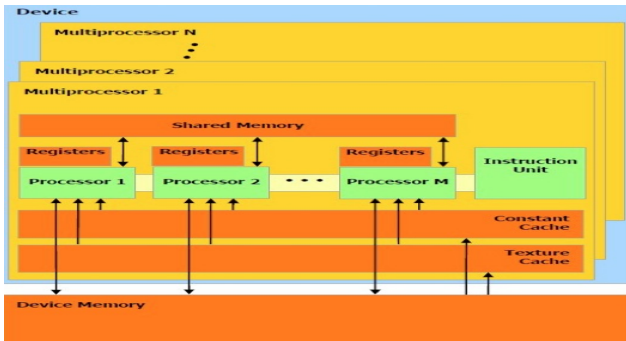 Device
Multiprocessor N
Multiprocessor 2
Multiprocessor 1
Shared Memory
Registers
Registers
Registers
Processor 1
Processor 2
Processor M
Instruction
Unit
Constant
Cache
Texture
Cache
Device Memory